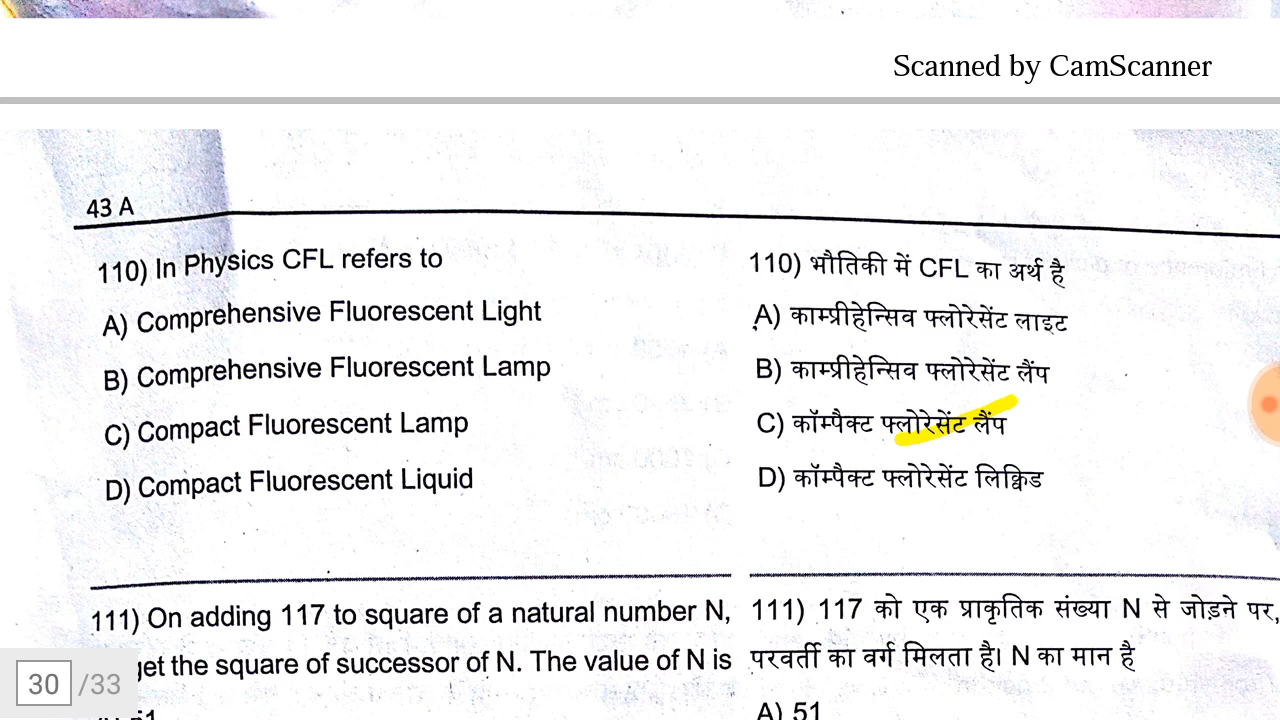 Scanned by CamScanner
43 A
110) In Physics CFL refers to
A) Comprehensive Fluorescent Light
B) Comprehensive Fluorescent Lamp
C) Compact Fluorescent Lamp
D) Compact Fluorescent Liquid
110) भौतिकी में CFL का अर्थ है
A) काम्प्रीहेन्सिव फ्लोरेसेंट लाइट
B) काम्प्रीहेन्सिव फ्लोरेसेंट लैंप
C) कॉम्पैक्ट फ्लोरेसेंट लैंप
D) कॉम्पैक्ट फ्लोरेसेंट लिक्विड
111) On adding 117 to square of a natural number N,
get the square of successor of N. The value of N is
51
111) 117 को एक प्राकृतिक संख्या N से जोड़ने पर,
परवर्ती का वर्ग मिलता है। N का मान है
A) 51
30 /33